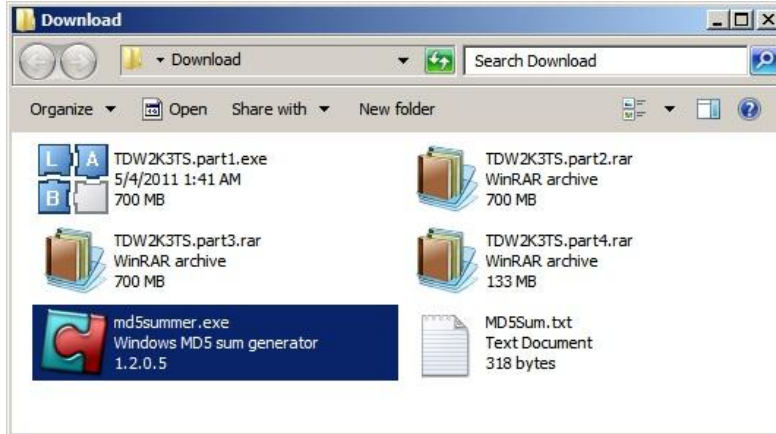 Download
Download
Search Download
Organize
Open
Share with
New folder
L A
B
TDW2K3TS.part1.exe
5/4/2011 1:41 AM
700 MB
TDW2K3TS.part2.rar
WinRAR archive
700 MB
TDW2K3TS.part3.rar
WinRAR archive
700 MB
TDW2K3TS.part4.rar
WinRAR archive
133 MB
md5summer.exe
Windows MD5 sum generator
1.2.0.5
MD5Sum.txt
Text Document
318 bytes